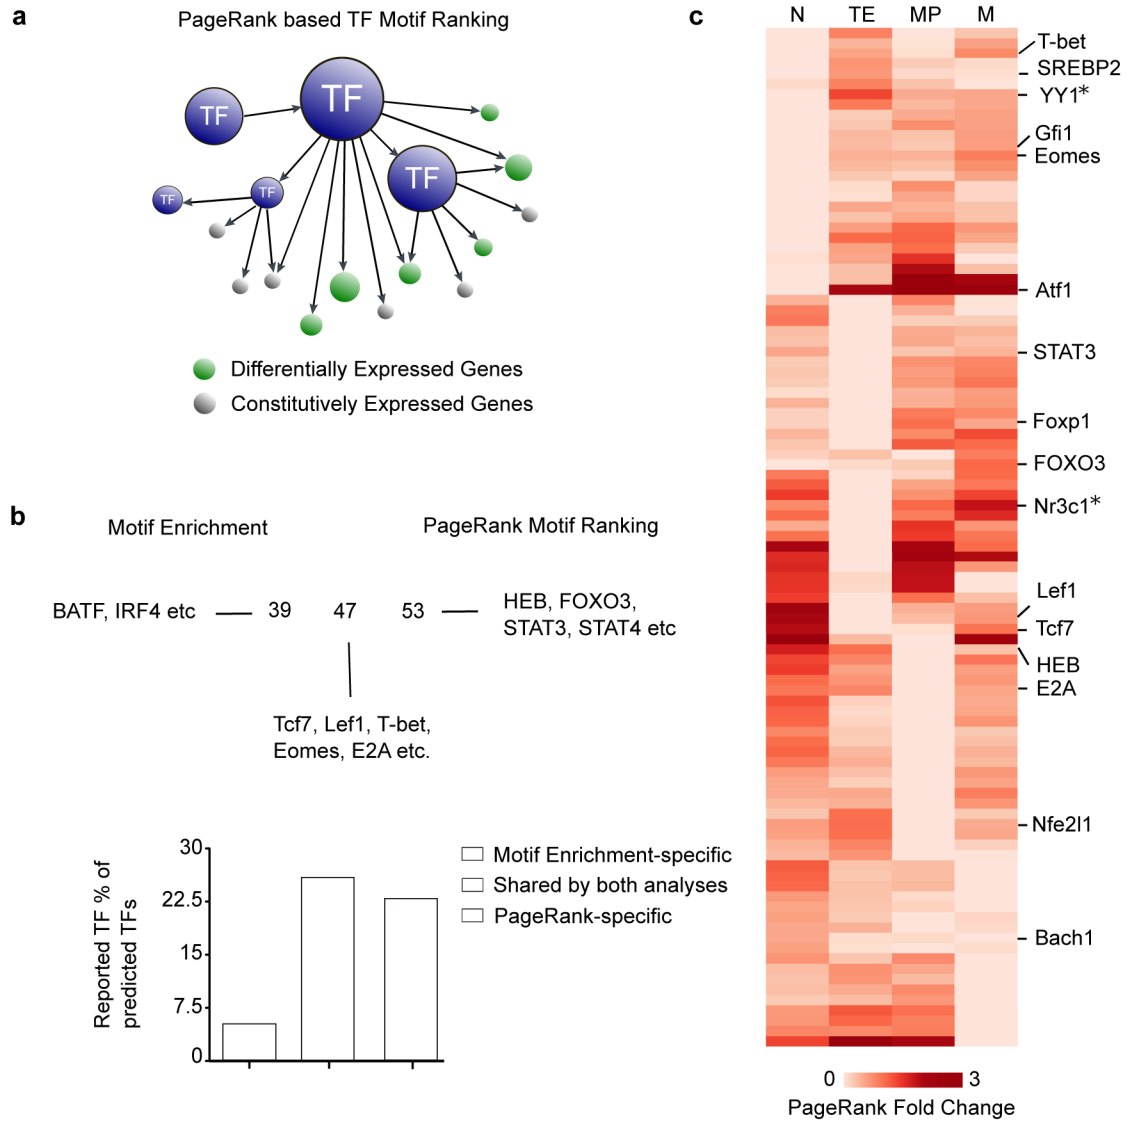 a
PageRank based TF Motif Ranking
TF
TF
TF
TF
TF
Differentially Expressed Genes
Constitutively Expressed Genes
b
Motif Enrichment
PageRank Motif Ranking
BATF, IRF4 etc
39
47
53
HEB, FOXO3,
STAT3, STAT4 etc
Tcf7, Lef1, T-bet,
Eomes, E2A etc.
Reported TF % of
predicted TFs
30
22.5
15
7.5
0
Motif Enrichment-specific
Shared by both analyses
PageRank-specific
c
N TE MP M
T-bet
SREBP2
YY1*
Gfi1
Eomes
Atf1
STAT3
Foxp1
FOXO3
Nr3c1*
Lef1
Tcf7
HEB
E2A
Nfe2l1
Bach1
0 3
PageRank Fold Change